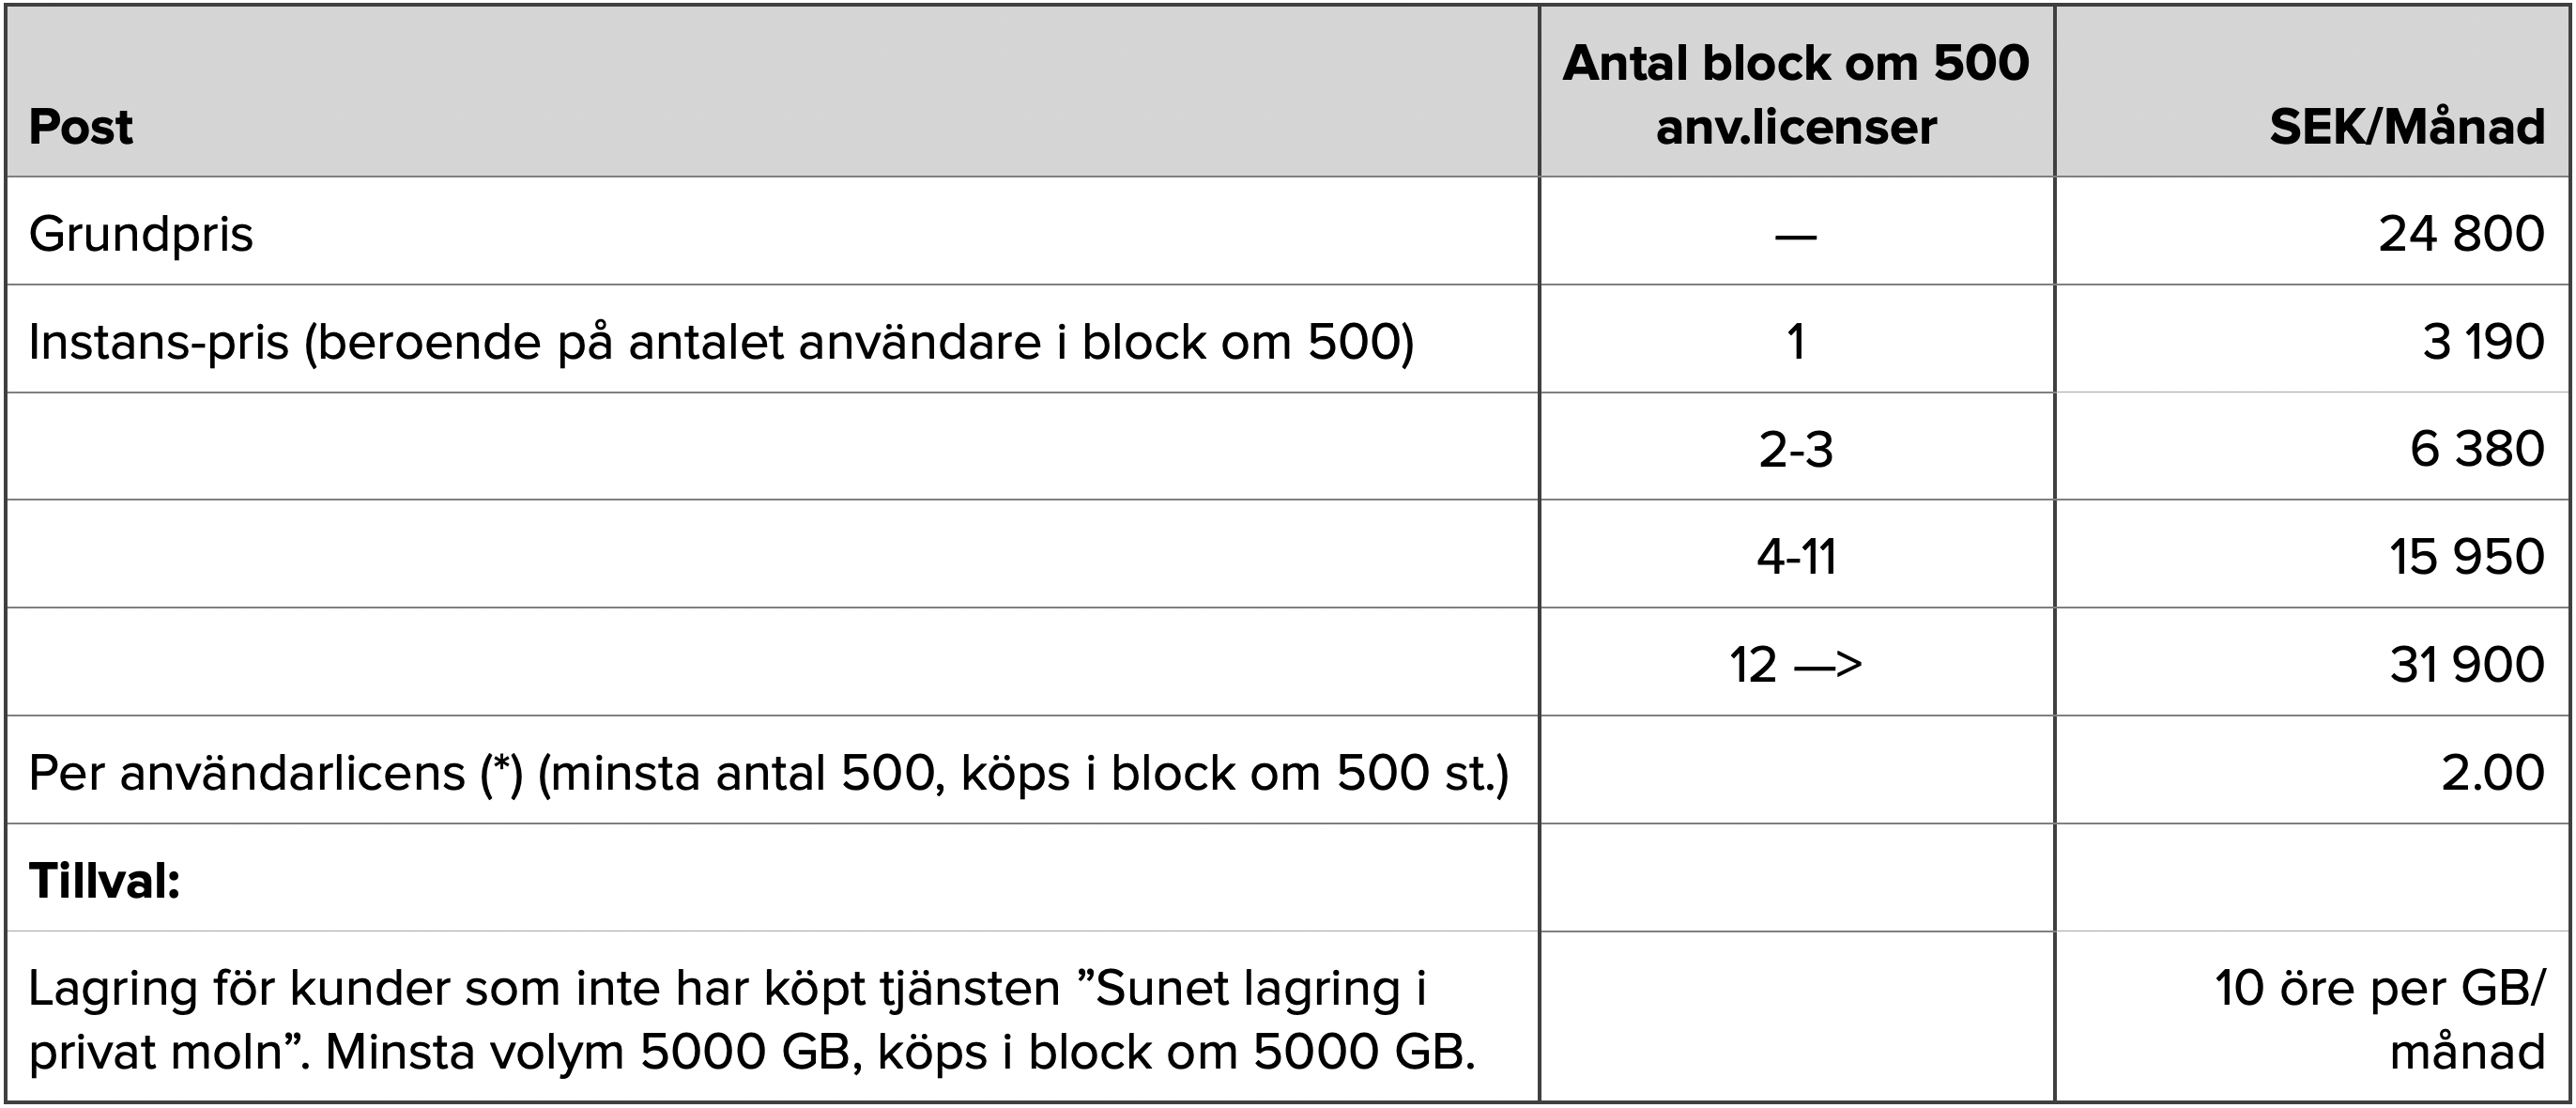 Post
Antal block om 500
anv.licenser
SEK/Månad
Grundpris — 24 800
Instans-pris (beroende på antalet användare i block om 500) 1 3 190
2-3 6 380
4-11 15 950
12 —> 31 900
Per användarlicens (*) (minsta antal 500, köps i block om 500 st.) 2.00
Tillval:
Lagring för kunder som inte har köpt tjänsten ”Sunet lagring i
privat moln”. Minsta volym 5000 GB, köps i block om 5000 GB.
10 öre per GB/
månad